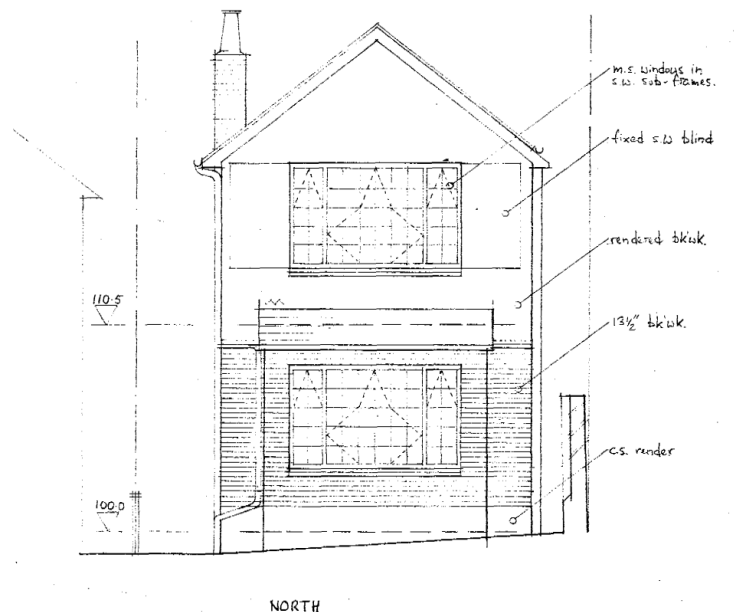 m.s. windows in
s.w. sub-frames.
fixed s.w blind
rendered bk'wk.
110.5
13½" bk'wk.
c.s. render
100.0
NORTH